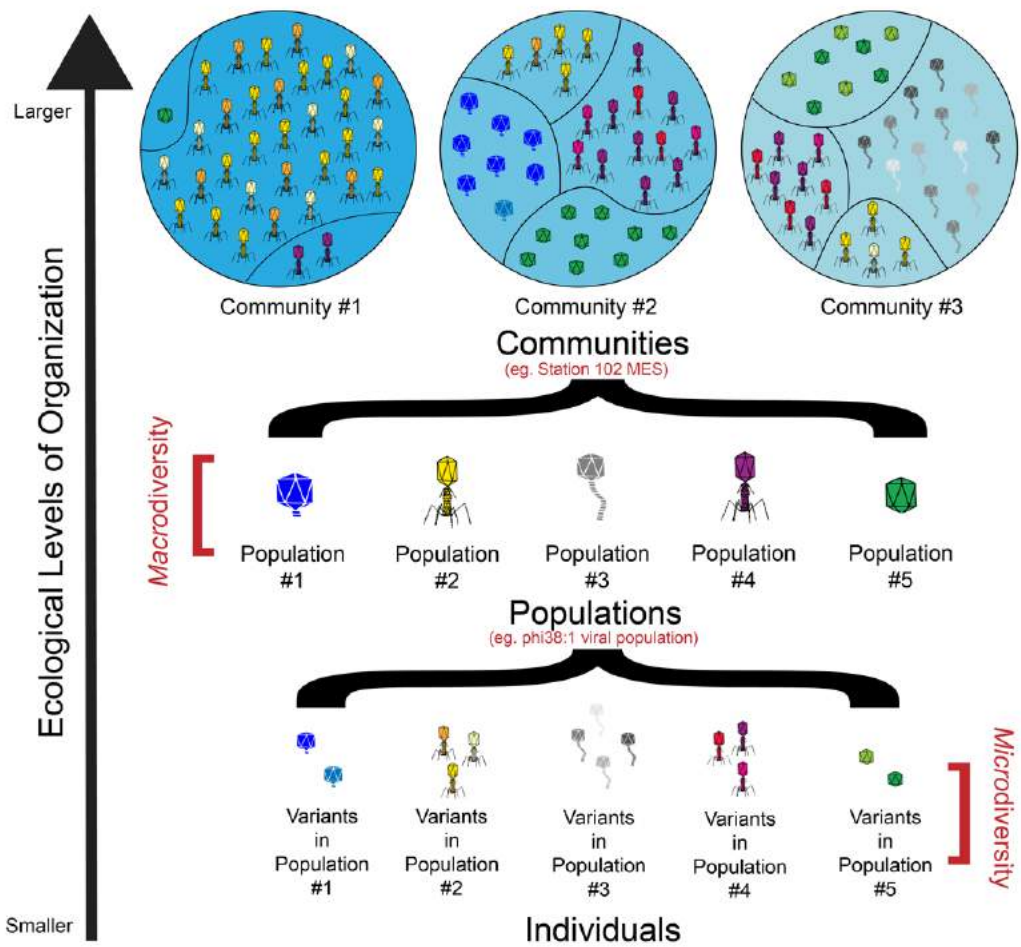 Larger
Ecological Levels of Organization
Smaller
Community #1
Community #2
Community #3
Communities
(eg. Station 102 MES)
Macrodiversity
Population
#1
Population
#2
Population
#3
Population
#4
Population
#5
Populations
(eg. phi38:1 viral population)
Variants
in
Population
#1
Variants
in
Population
#2
Variants
in
Population
#3
Variants
in
Population
#4
Variants
in
Population
#5
Microdiversity
Individuals